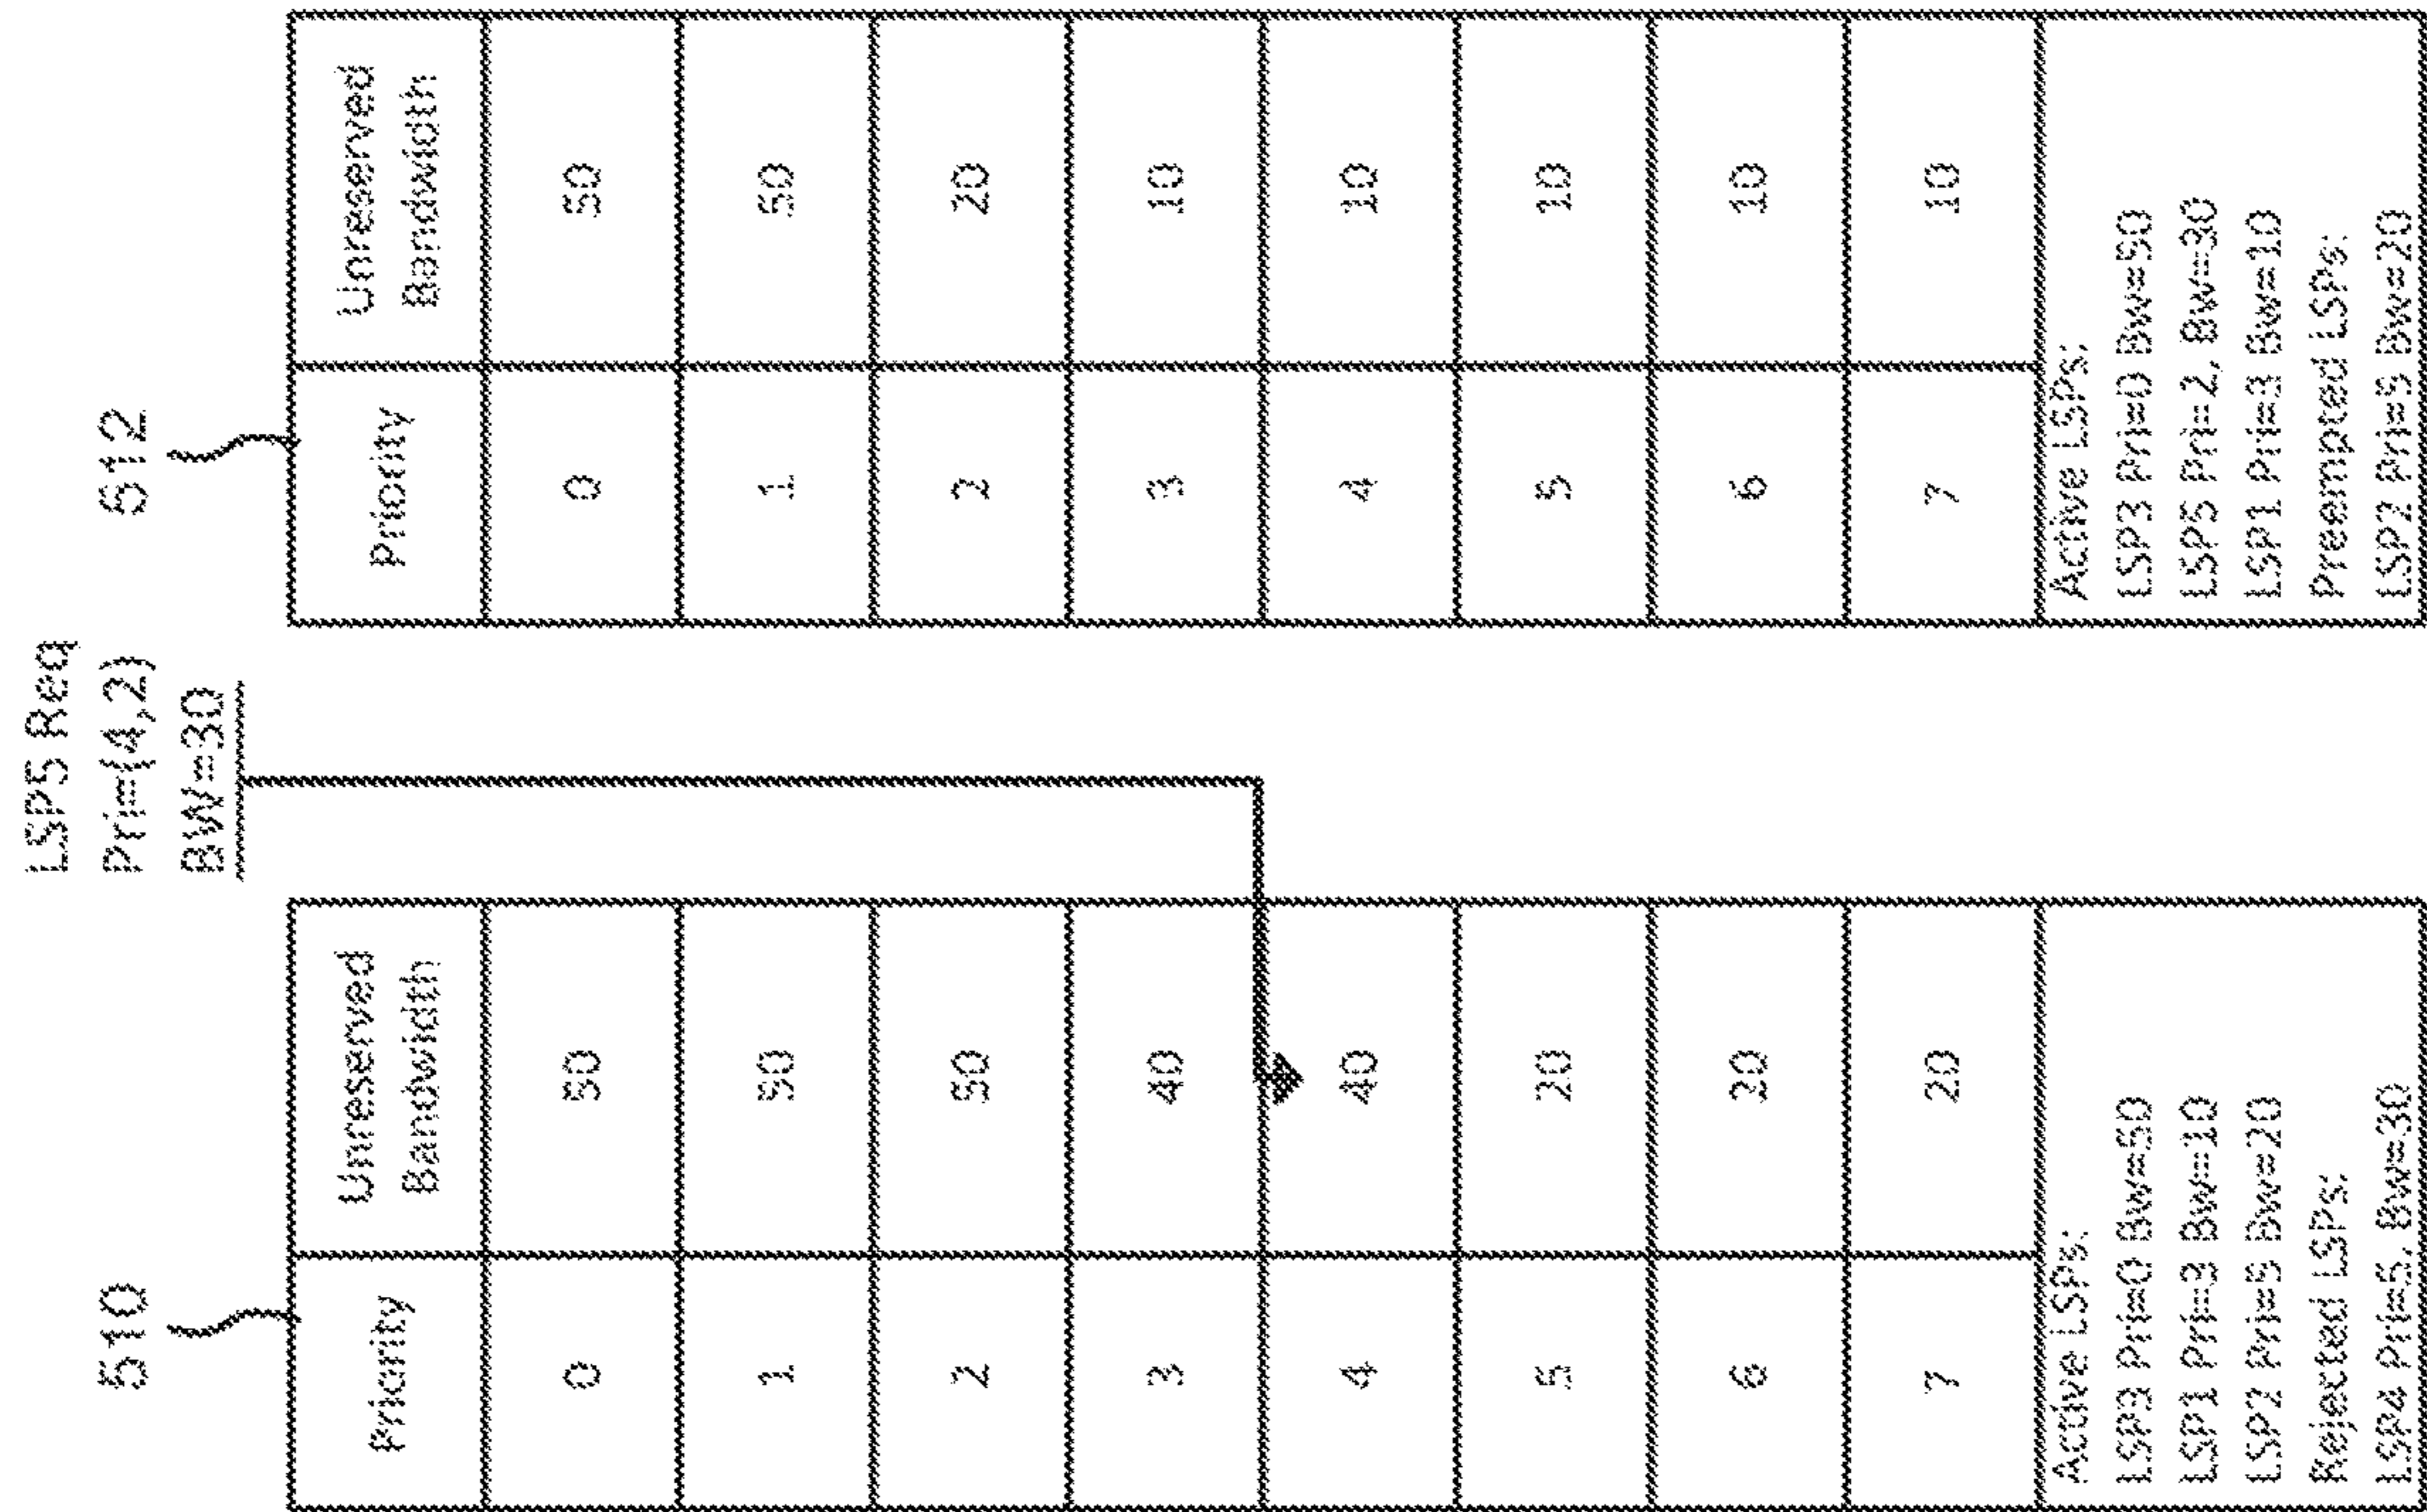 LSP5 Req
Pri=(4,2)
BW=30
510
Priority Unreserved Bandwidth
0 50
1 50
2 50
3 40
4 40
5 20
6 20
7 20
Active LSPs:
LSP3 Pri=0 Bw=50
LSP1 Pri=3 Bw=10
LSP2 Pri=5 Bw=20
Rejected LSPs:
LSP4 Pri=5, Bw=30
612
Priority Unreserved Bandwidth
0 50
1 50
2 20
3 10
4 10
5 10
6 10
7 10
Active LSPs:
LSP3 Pri=0 Bw=50
LSP5 Pri=2, Bw=30
LSP1 Pri=3 Bw=10
Preempted LSPs:
LSP2 Pri=5 Bw=20